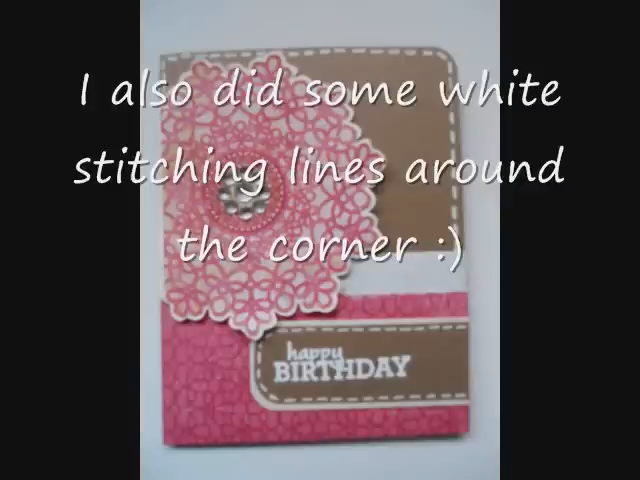 I also did some white
stitching lines around
the corner :)
happy
BIRTHDAY